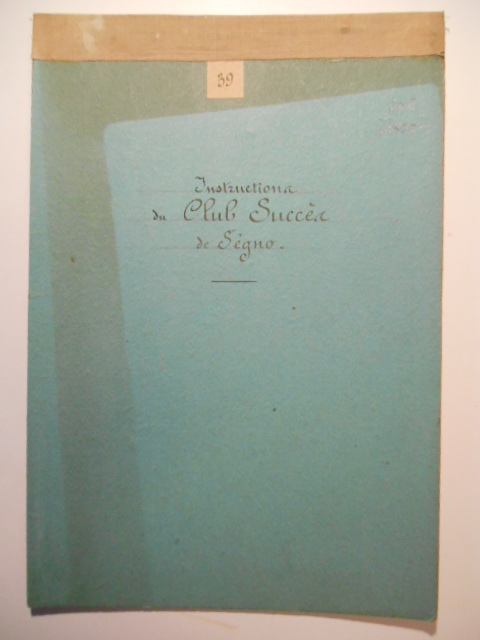 39
Instructions
du Club Succès
de Ségno.